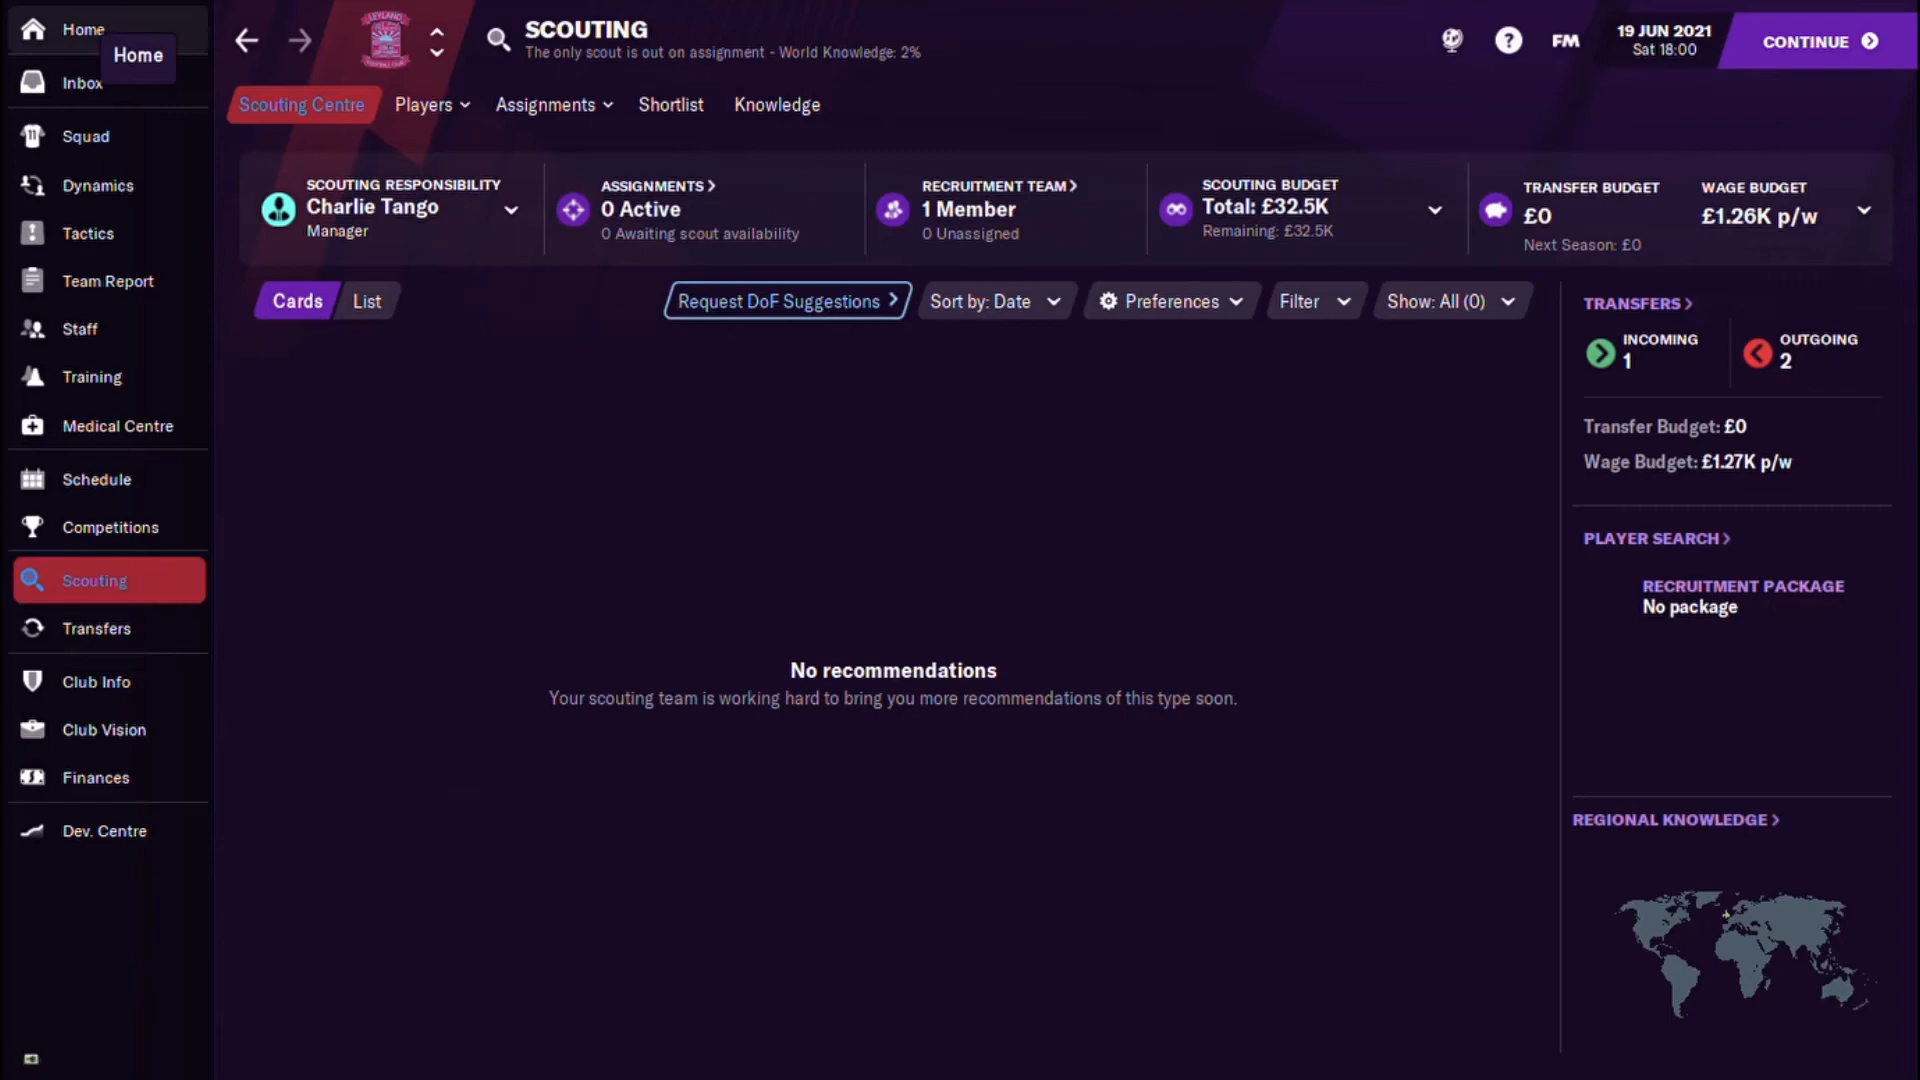 Home
Home
Inbox
Squad
Dynamics
Tactics
Team Report
Staff
Training
Medical Centre
Schedule
Competitions
Scouting
Transfers
Club Info
Club Vision
Finances
Dev. Centre
LEYLAND
SCOUTING
The only scout is out on assignment - World Knowledge: 2%
FM
19 JUN 2021
Sat 18:00
CONTINUE
Scouting Centre
Players
Assignments
Shortlist
Knowledge
SCOUTING RESPONSIBILITY
Charlie Tango
Manager
ASSIGNMENTS
0 Active
0 Awaiting scout availability
RECRUITMENT TEAM
1 Member
0 Unassigned
SCOUTING BUDGET
Total: £32.5K
Remaining: £32.5K
TRANSFER BUDGET
£0
Next Season: £0
WAGE BUDGET
£1.26K p/w
Cards
List
Request DoF Suggestions
Sort by: Date
Preferences
Filter
Show: All (0)
No recommendations
Your scouting team is working hard to bring you more recommendations of this type soon.
TRANSFERS
INCOMING
1
OUTGOING
2
Transfer Budget: £0
Wage Budget: £1.27K p/w
PLAYER SEARCH
RECRUITMENT PACKAGE
No package
REGIONAL KNOWLEDGE